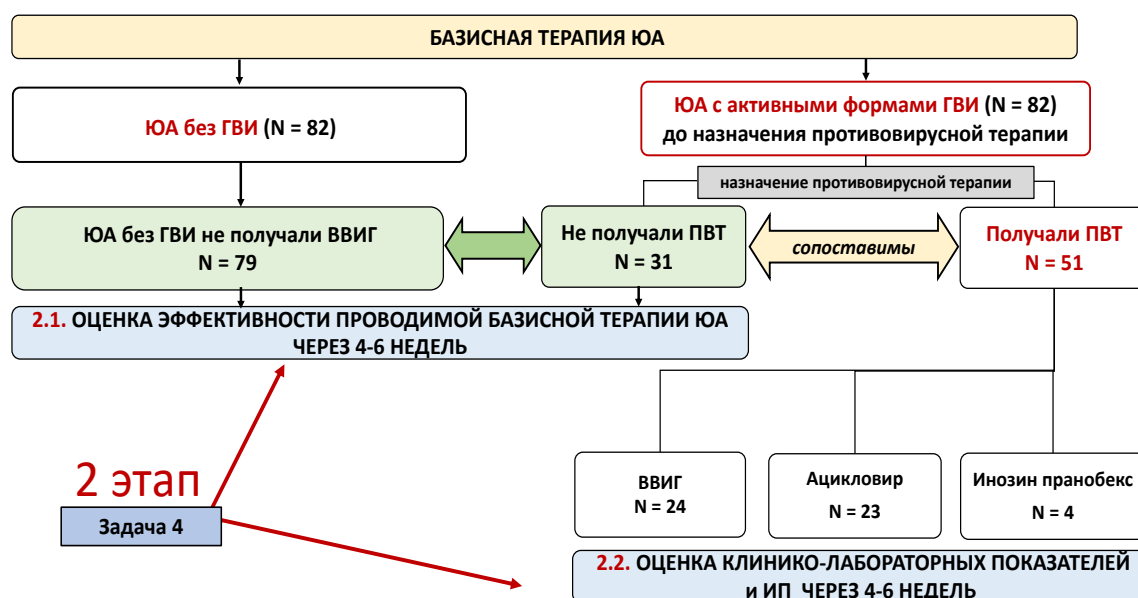 БАЗИСНАЯ ТЕРАПИЯ ЮА
ЮА без ГВИ (N = 82)
ЮА с активными формами ГВИ (N = 82)
до назначения противовирусной терапии
назначение противовирусной терапии
ЮА без ГВИ не получали ВВИГ
N = 79
Не получали ПВТ
N = 31
сопоставимы
Получали ПВТ
N = 51
2.1. ОЦЕНКА ЭФФЕКТИВНОСТИ ПРОВОДИМОЙ БАЗИСНОЙ ТЕРАПИИ ЮА
ЧЕРЕЗ 4-6 НЕДЕЛЬ
2 этап
Задача 4
ВВИГ
N = 24
Ацикловир
N = 23
Инозин пранобекс
N = 4
2.2. ОЦЕНКА КЛИНИКО-ЛАБОРАТОРНЫХ ПОКАЗАТЕЛЕЙ
и ИП ЧЕРЕЗ 4-6 НЕДЕЛЬ